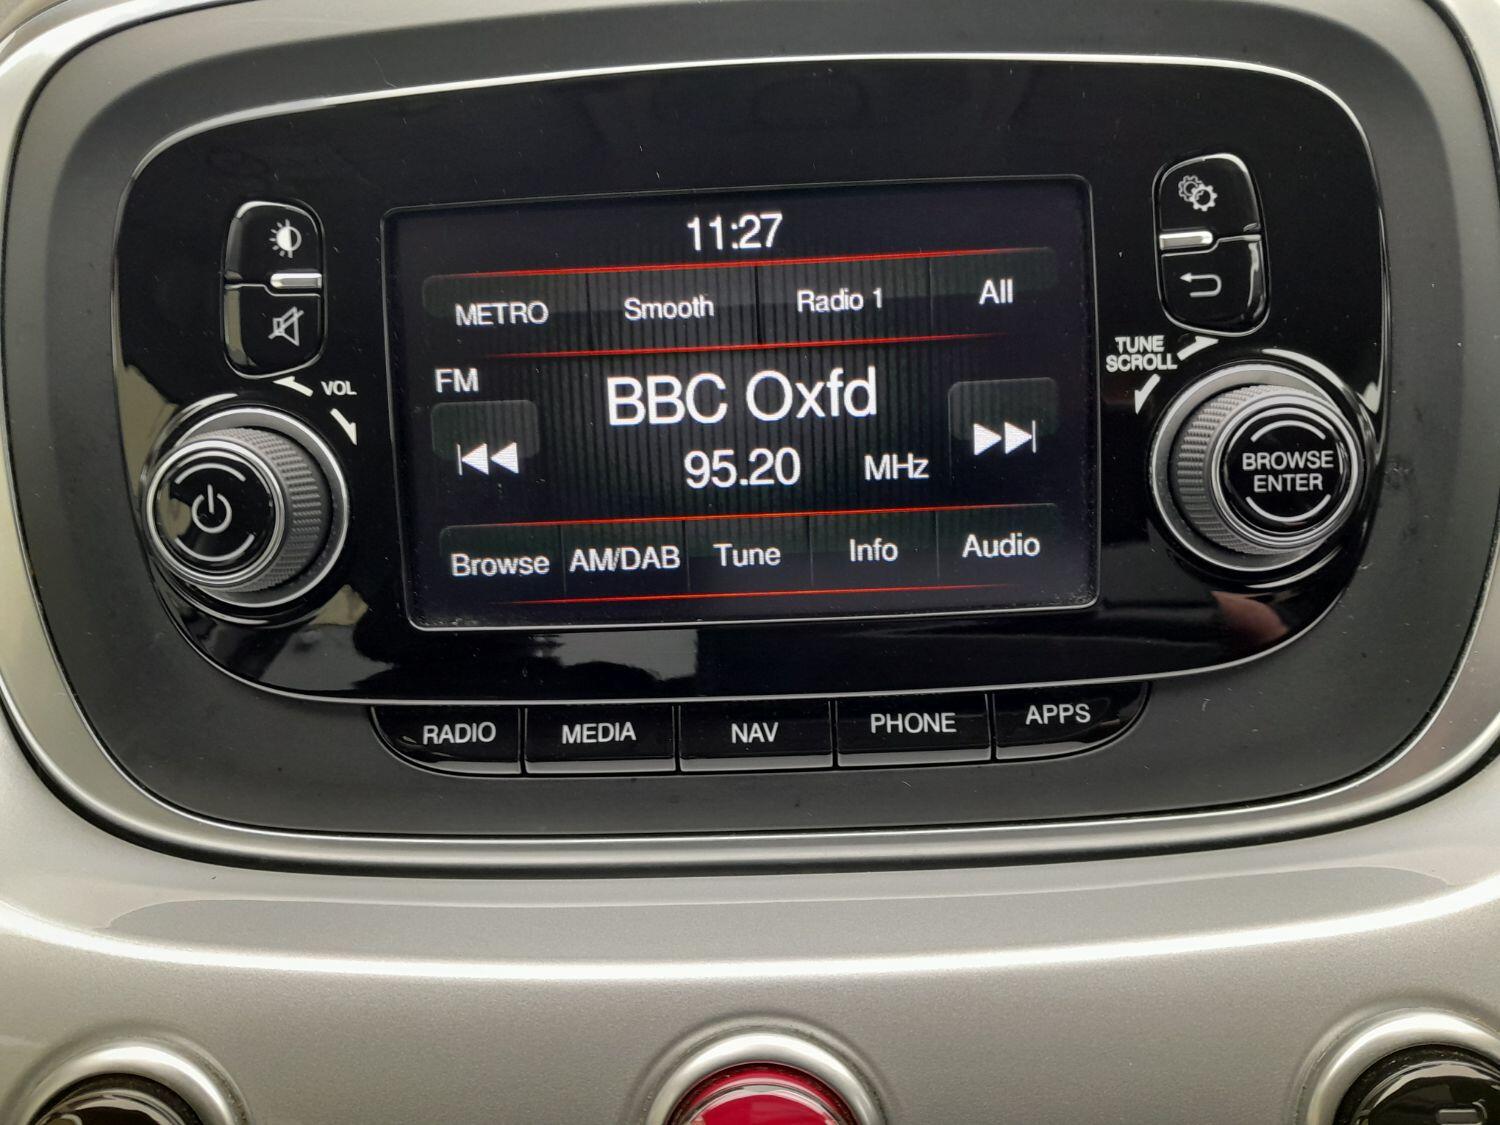 11:27
METRO Smooth Radio 1 All
FM
BBC Oxfd
95.20 MHz
Browse AM/DAB Tune Info Audio
VOL
TUNE
SCROLL
BROWSE
ENTER
RADIO MEDIA NAV PHONE APPS